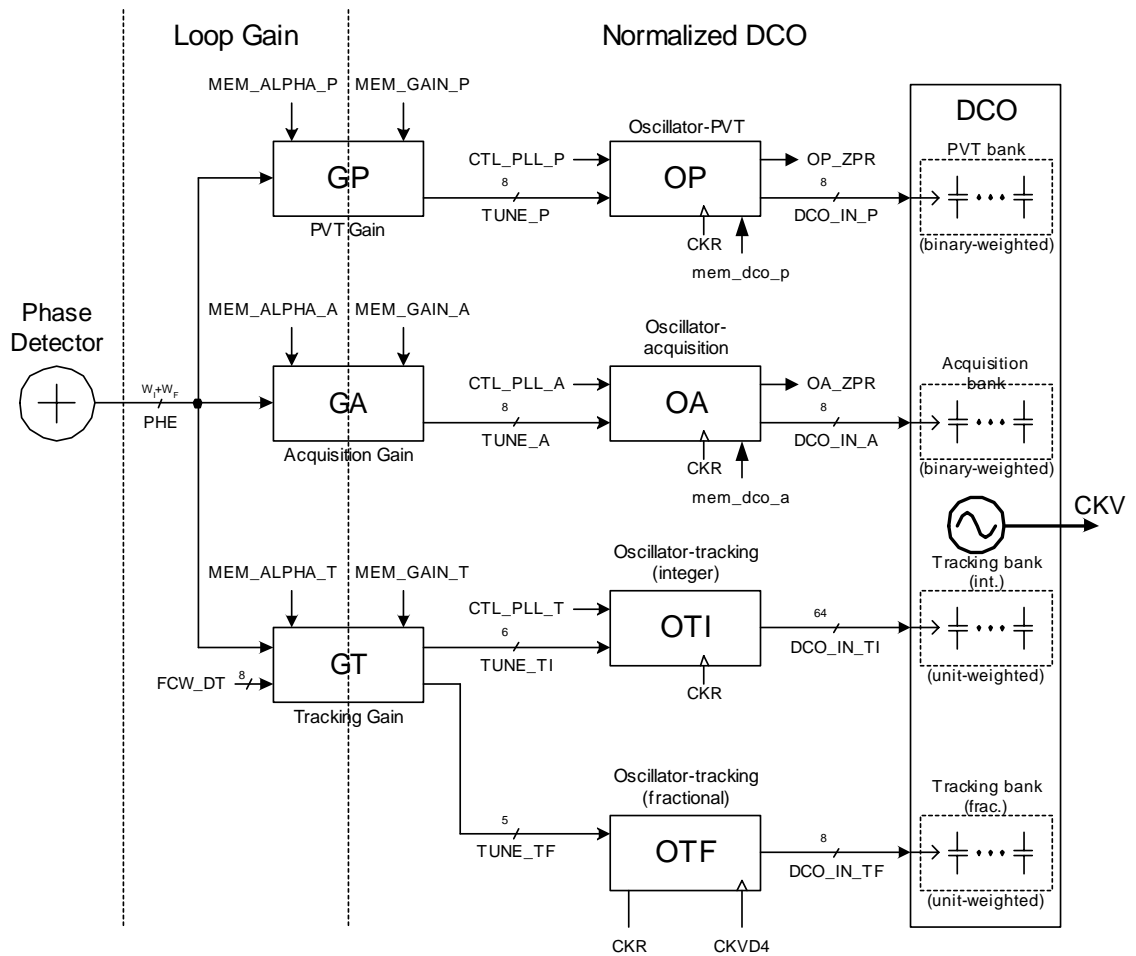 Loop Gain
Normalized DCO
MEM_ALPHA_P
MEM_GAIN_P
GP
PVT Gain
CTL_PLL_P
8
TUNE_P
Oscillator-PVT
OP
CKR
mem_dco_p
OP_ZPR
8
DCO_IN_P
DCO
PVT bank
(binary-weighted)
Phase
Detector
W_I+W_F
PHE
MEM_ALPHA_A
MEM_GAIN_A
GA
Acquisition Gain
CTL_PLL_A
8
TUNE_A
Oscillator-
acquisition
OA
CKR
mem_dco_a
OA_ZPR
8
DCO_IN_A
Acquisition
bank
(binary-weighted)
CKV
MEM_ALPHA_T
MEM_GAIN_T
FCW_DT
8
GT
Tracking Gain
CTL_PLL_T
6
TUNE_TI
Oscillator-tracking
(integer)
OTI
CKR
64
DCO_IN_TI
Tracking bank
(int.)
(unit-weighted)
5
TUNE_TF
Oscillator-tracking
(fractional)
OTF
CKR
CKVD4
8
DCO_IN_TF
Tracking bank
(frac.)
(unit-weighted)